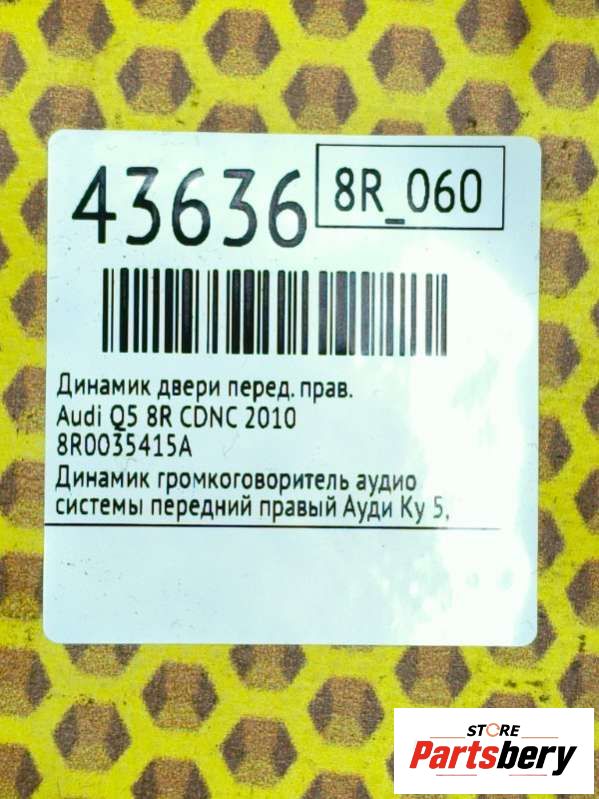 43636
8R_060
Динамик двери перед. прав.
Audi Q5 8R CDNC 2010
8R0035415A
Динамик громкоговоритель аудио
системы передний правый Ауди Ку 5,
STORE
Partsbery